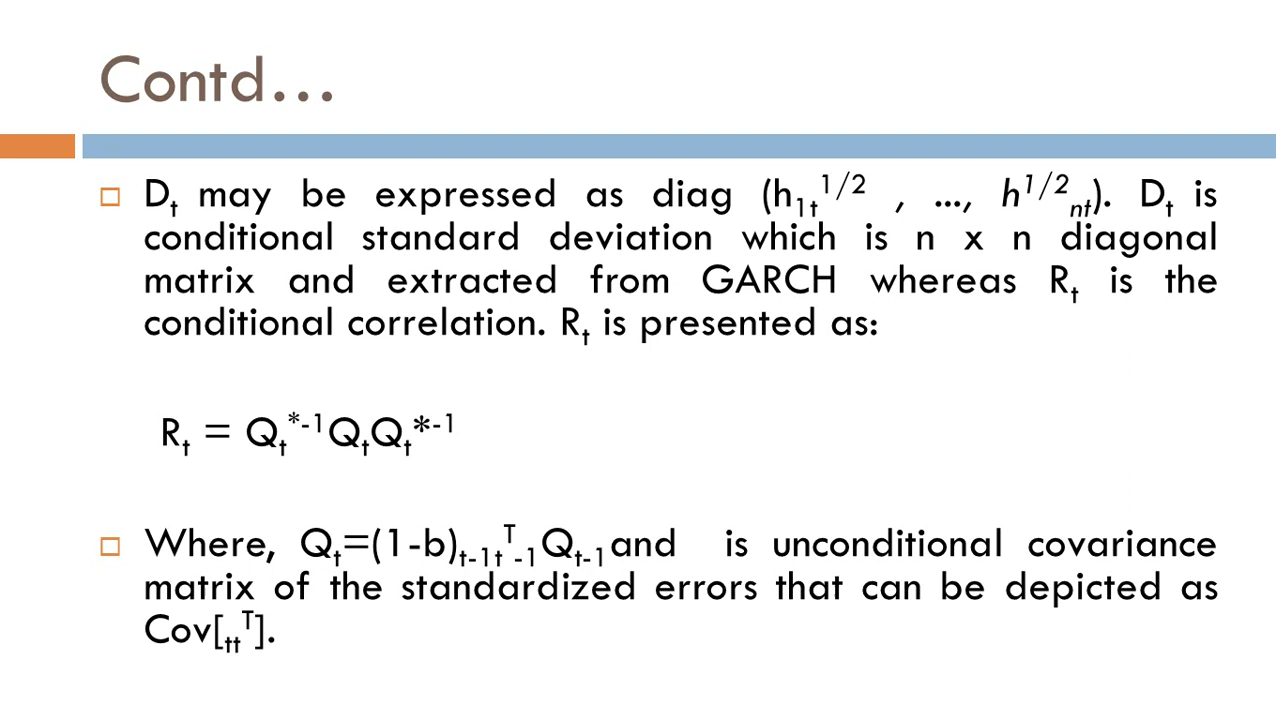 Contd...
D_t may be expressed as diag (h_1t^1/2 , ..., h^1/2_nt). D_t is
conditional standard deviation which is n x n diagonal
matrix and extracted from GARCH whereas R_t is the
conditional correlation. R_t is presented as:
R_t = Q_t^*-1Q_tQ_t*^-1
Where, Q_t=(1-b)_t-1t^T_-1Q_t-1and is unconditional covariance
matrix of the standardized errors that can be depicted as
Cov[_tt^T].